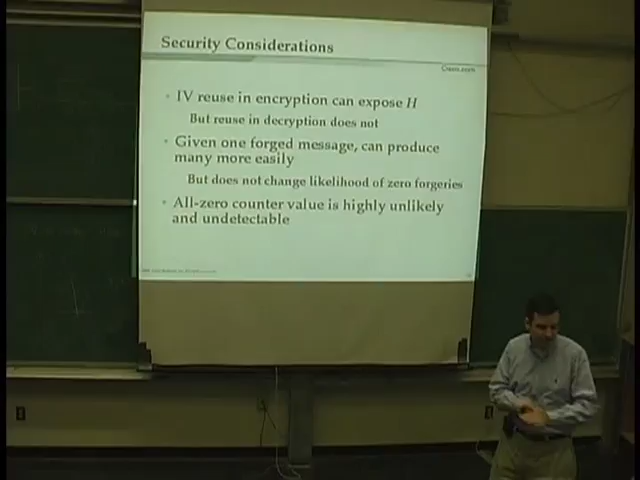 Security Considerations
IV reuse in encryption can expose H
But reuse in decryption does not
Given one forged message, can produce
many more easily
But does not change likelihood of zero forgeries
All-zero counter value is highly unlikely
and undetectable